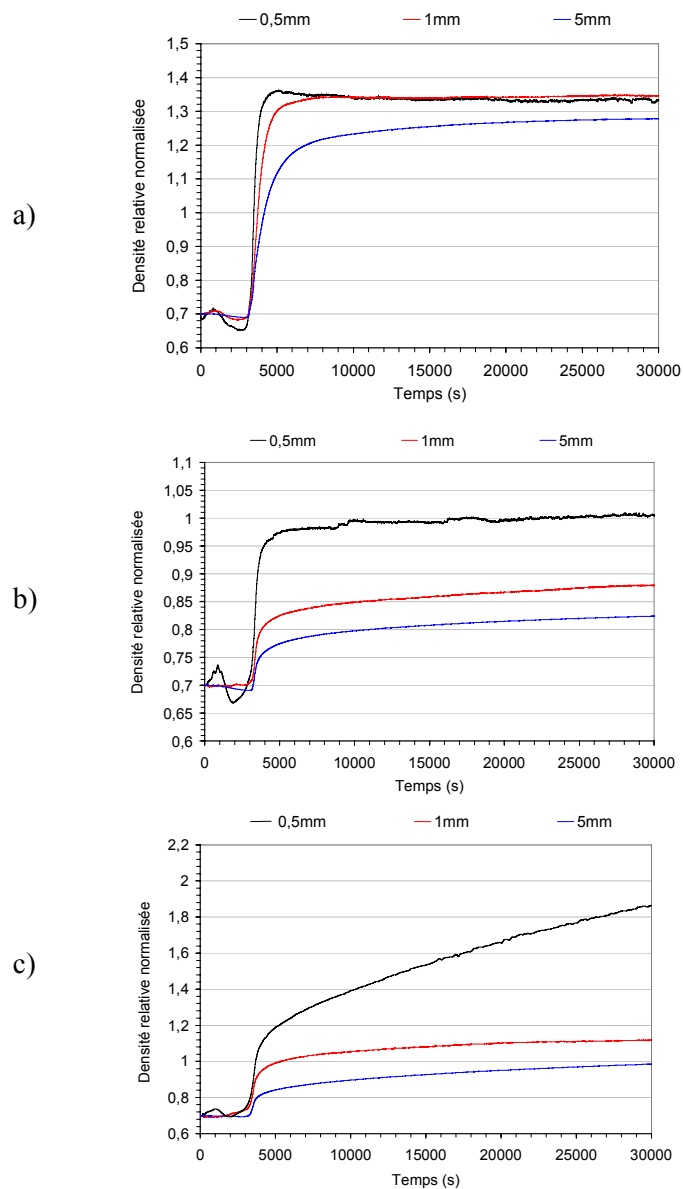 0,5mm 1mm 5mm
1,5
1,4
1,3
1,2
1,1
1
0,9
0,8
0,7
0,6
Densité relative normalisée
0 5000 10000 15000 20000 25000 30000
Temps (s)
a)
0,5mm 1mm 5mm
1,1
1,05
1
0,95
0,9
0,85
0,8
0,75
0,7
0,65
0,6
Densité relative normalisée
0 5000 10000 15000 20000 25000 30000
Temps (s)
b)
0,5mm 1mm 5mm
2,2
2
1,8
1,6
1,4
1,2
1
0,8
0,6
Densité relative normalisée
0 5000 10000 15000 20000 25000 30000
Temps (s)
c)